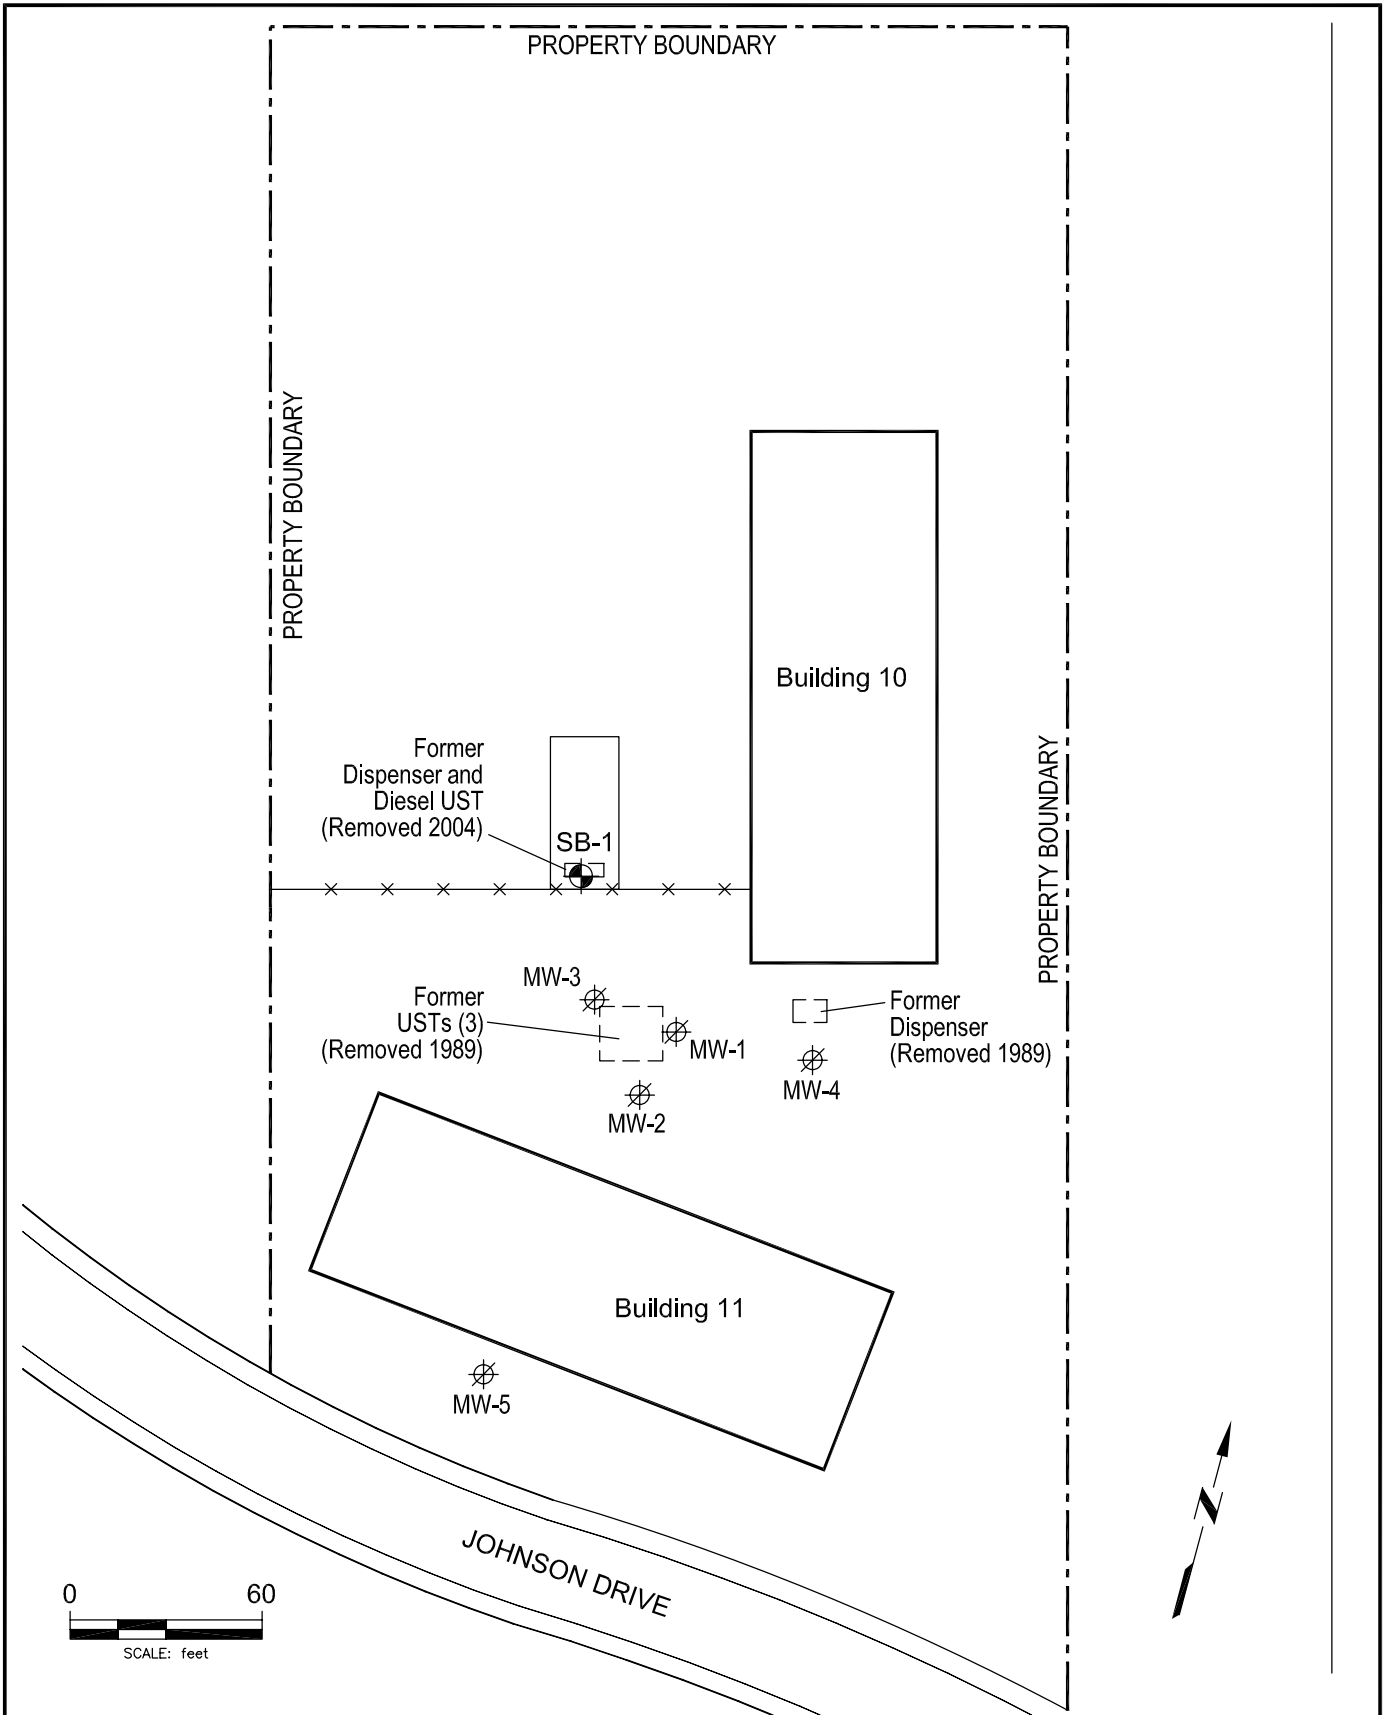 PROPERTY BOUNDARY
PROPERTY BOUNDARY
Building 10
Former
Dispenser and
Diesel UST
(Removed 2004)
SB-1
PROPERTY BOUNDARY
MW-3
Former
USTs (3)
(Removed 1989)
MW-1
Former
Dispenser
(Removed 1989)
MW-4
MW-2
Building 11
MW-5
N
JOHNSON DRIVE
0 60
SCALE: feet